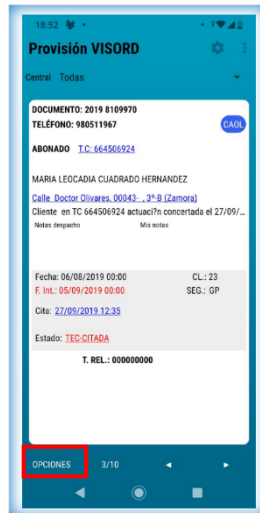 18:52
Provisión VISORD
Central Todas
DOCUMENTO: 2019 8109970
TELÉFONO: 980511967
CAOL
ABONADO T.C: 664506924
MARIA LEOCADIA CUADRADO HERNANDEZ
Calle Doctor Olivares, 00043- , 3ª-B (Zamora)
Cliente en TC 664506924 actuaci?n concertada el 27/09/...
Notas despacho Mis notas
Fecha: 06/08/2019 00:00 CL.: 23
F. Int.: 05/09/2019 00:00 SEG.: GP
Cita: 27/09/2019 12:35
Estado: TEC-CITADA
T. REL.: 000000000
OPCIONES 3/10